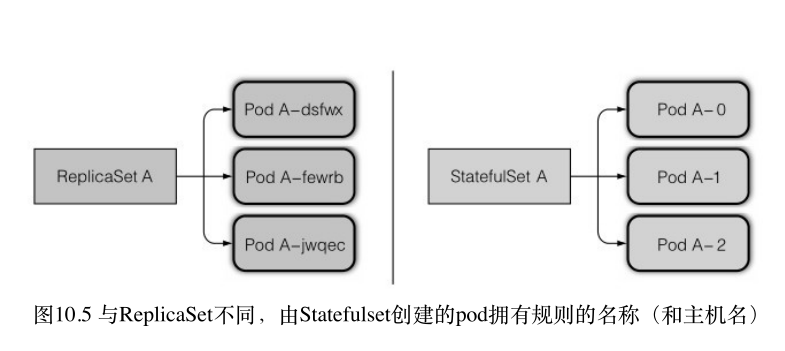 ReplicaSet A
Pod A-dsfwx
Pod A-fewrb
Pod A-jwqec
StatefulSet A
Pod A-0
Pod A-1
Pod A-2
图10.5 与ReplicaSet不同，由Statefulset创建的pod拥有规则的名称（和主机名）